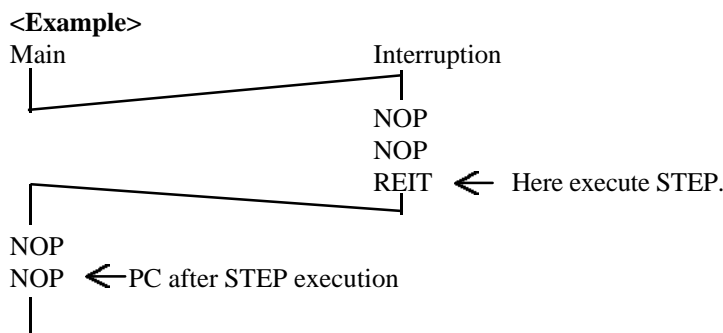 <Example>
Main Interruption
NOP
NOP
REIT Here execute STEP.
NOP
NOP PC after STEP execution